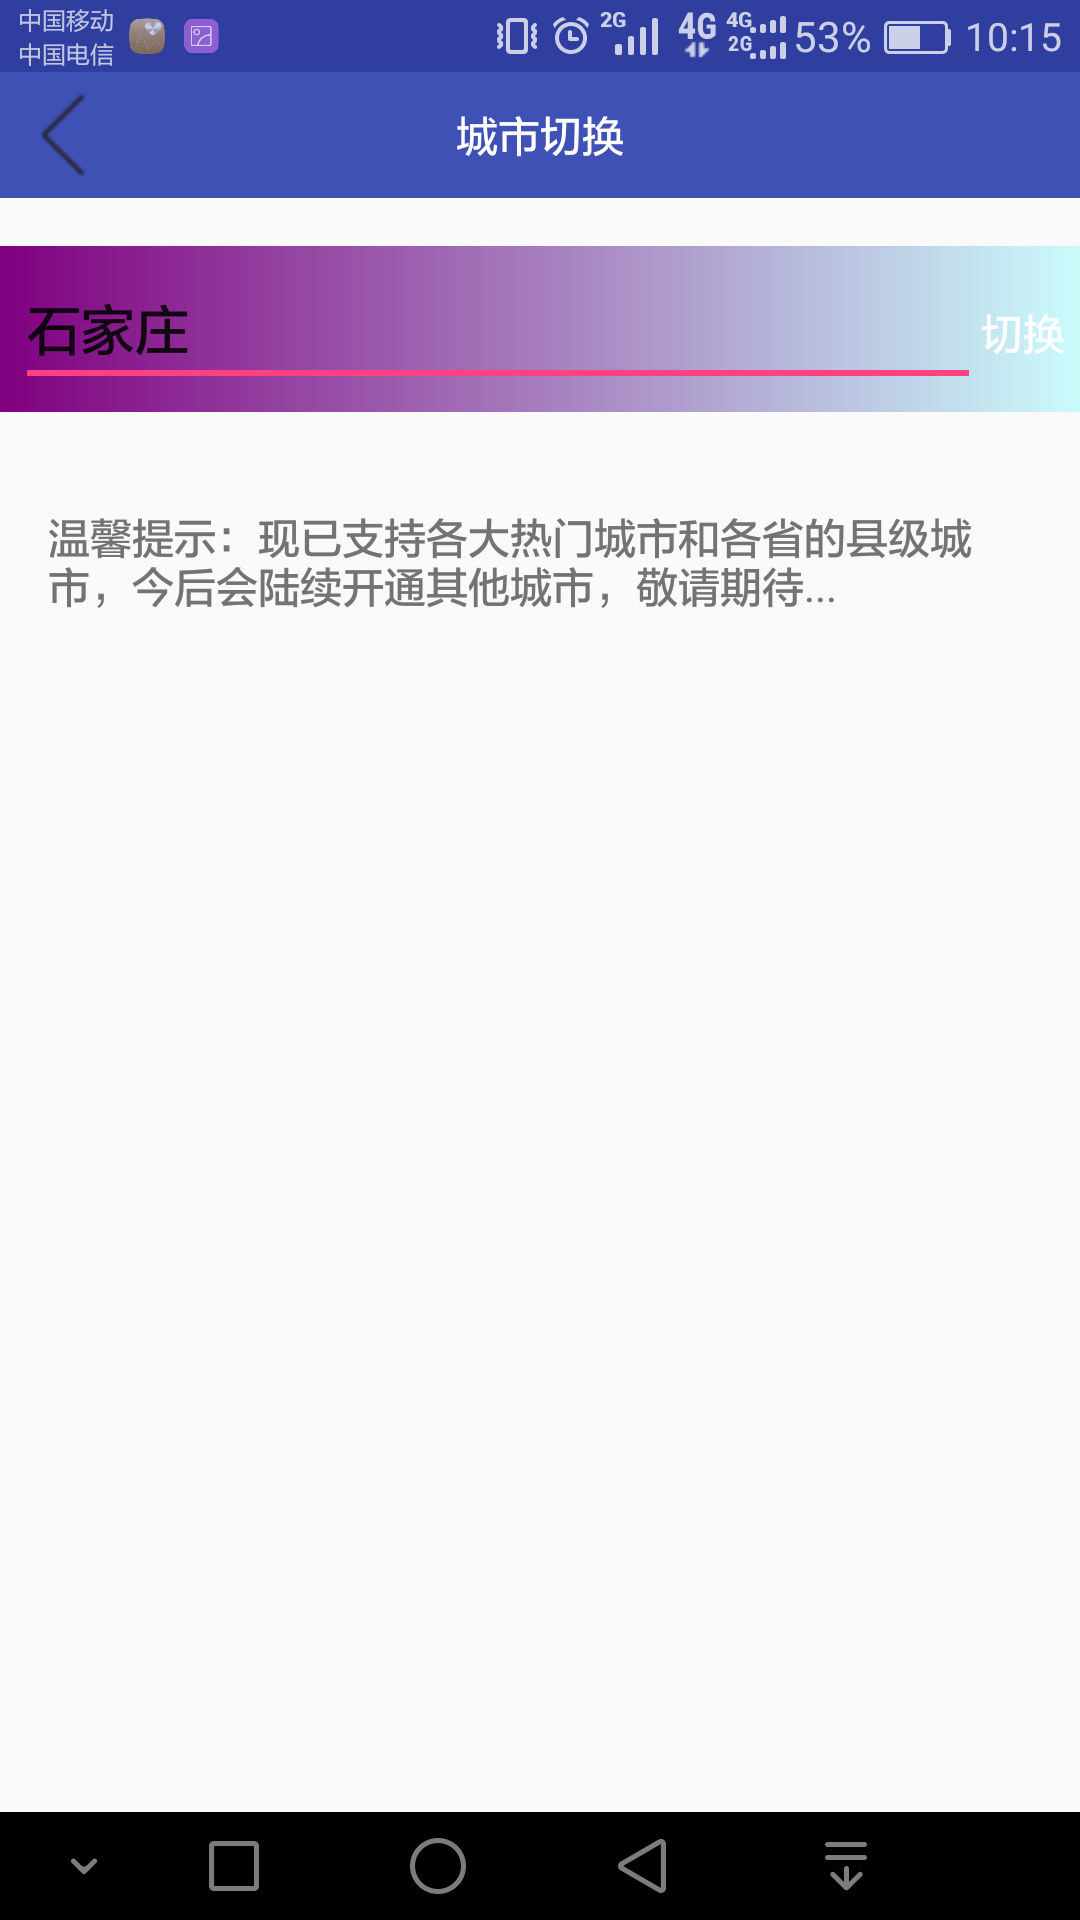 中国移动
中国电信
2G 4G 4G 2G 53% 10:15
城市切换
石家庄 切换
温馨提示：现已支持各大热门城市和各省的县级城
市，今后会陆续开通其他城市，敬请期待...